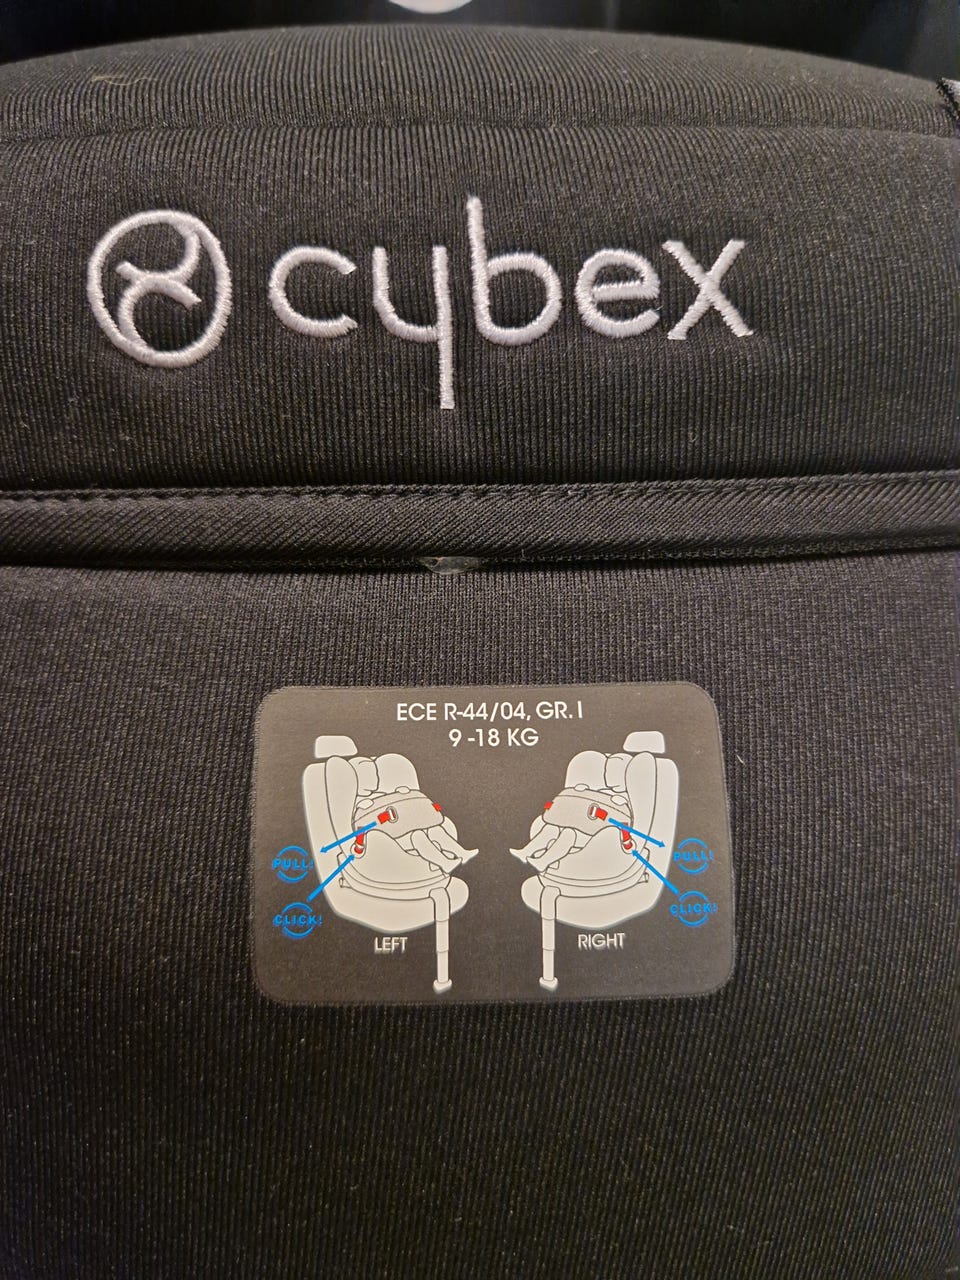 cybex
ECE R-44/04, GR. I
9 -18 KG
PULL! PULL!
CLICK! CLICK!
LEFT RIGHT